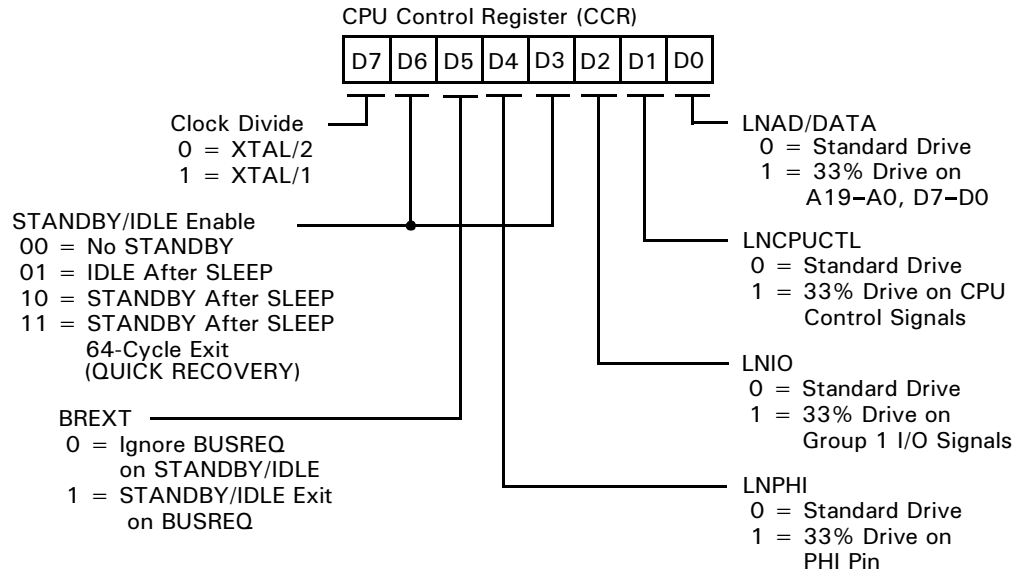 CPU Control Register (CCR)
D7 D6 D5 D4 D3 D2 D1 D0
Clock Divide
0 = XTAL/2
1 = XTAL/1
STANDBY/IDLE Enable
00 = No STANDBY
01 = IDLE After SLEEP
10 = STANDBY After SLEEP
11 = STANDBY After SLEEP
64-Cycle Exit
(QUICK RECOVERY)
BREXT
0 = Ignore BUSREQ
on STANDBY/IDLE
1 = STANDBY/IDLE Exit
on BUSREQ
LNAD/DATA
0 = Standard Drive
1 = 33% Drive on
A19–A0, D7–D0
LNCPUCTL
0 = Standard Drive
1 = 33% Drive on CPU
Control Signals
LNIO
0 = Standard Drive
1 = 33% Drive on
Group 1 I/O Signals
LNPHI
0 = Standard Drive
1 = 33% Drive on
PHI Pin